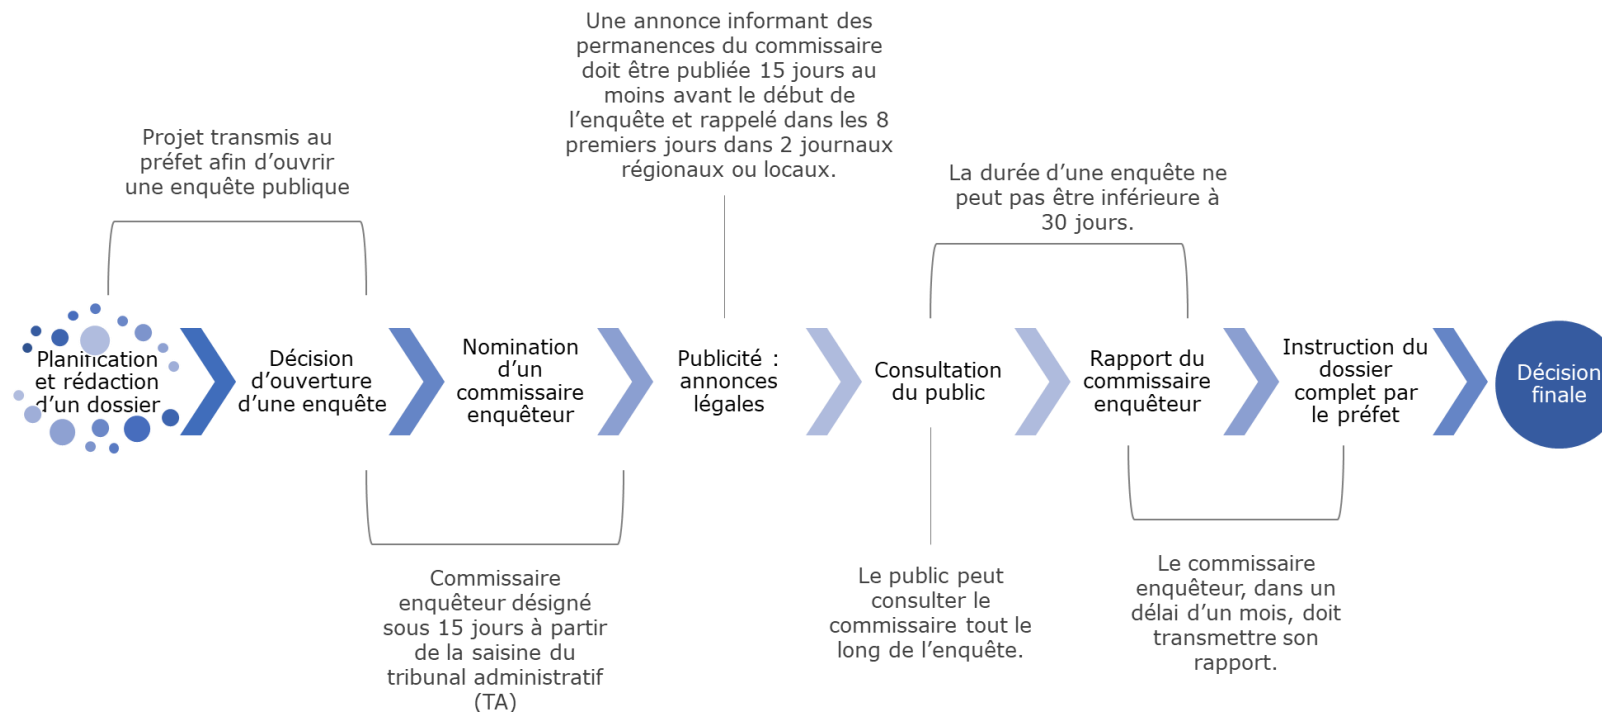 Une annonce informant des
permanences du commissaire
doit être publiée 15 jours au
moins avant le début de
l'enquête et rappelé dans les 8
premiers jours dans 2 journaux
régionaux ou locaux.
Projet transmis au
préfet afin d'ouvrir
une enquête publique
La durée d'une enquête ne
peut pas être inférieure à
30 jours.
Planification
et rédaction
d'un dossier
Décision
d'ouverture
d'une enquête
Nomination
d'un
commissaire
enquêteur
Publicité :
annonces
légales
Consultation
du public
Rapport du
commissaire
enquêteur
Instruction du
dossier
complet par
le préfet
Décision
finale
Commissaire
enquêteur désigné
sous 15 jours à partir
de la saisine du
tribunal administratif
(TA)
Le public peut
consulter le
commissaire tout le
long de l'enquête.
Le commissaire
enquêteur, dans un
délai d'un mois, doit
transmettre son
rapport.